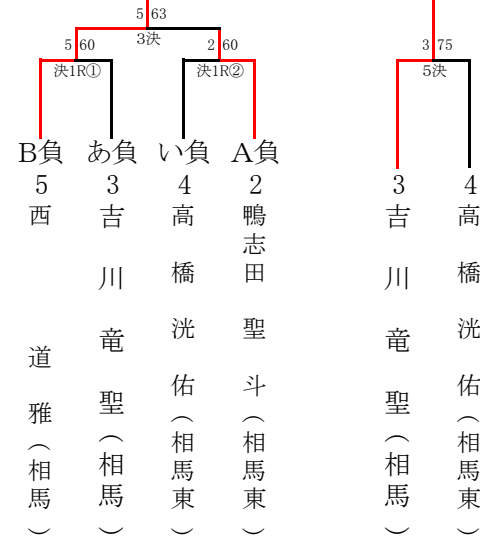 5 63
3決
5 60
2 60
3 75
決1R①
決1R②
5決
B負
5
西 道 雅(相馬)
あ負
3
吉 川 竜 聖(相馬)
い負
4
高 橋 洸 佑(相馬東)
A負
2
鴨志田 聖 斗(相馬東)
3
吉 川 竜 聖(相馬)
4
高 橋 洸 佑(相馬東)